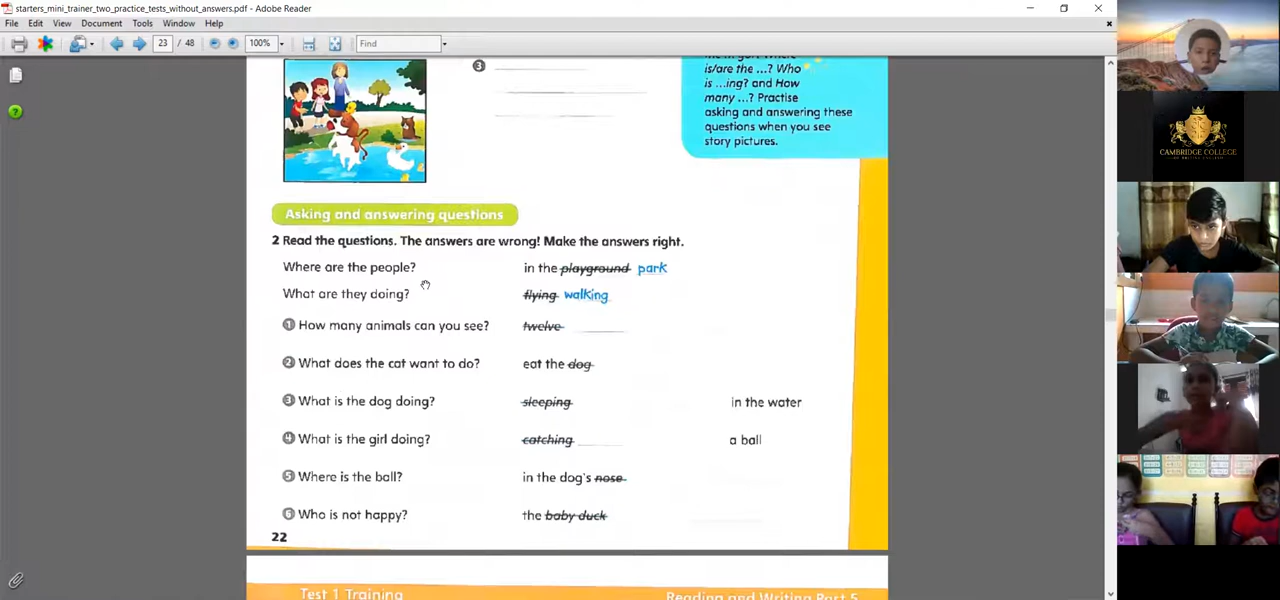 starters_mini_trainer_two_practice_tests_without_answers.pdf - Adobe Reader
File Edit View Document Tools Window Help
23 / 48 100% Find
is/are the ...? Who
is ...ing? and How
many ...? Practise
asking and answering these
questions when you see
story pictures.
3
CAMBRIDGE COLLEGE
Asking and answering questions
2 Read the questions. The answers are wrong! Make the answers right.
Where are the people? in the playground park
What are they doing? flying walking
1 How many animals can you see? twelve
2 What does the cat want to do? eat the dog
3 What is the dog doing? sleeping in the water
4 What is the girl doing? catching a ball
5 Where is the ball? in the dog's nose
6 Who is not happy? the baby duck
22
Test 1 Training Reading and Writing Part 5